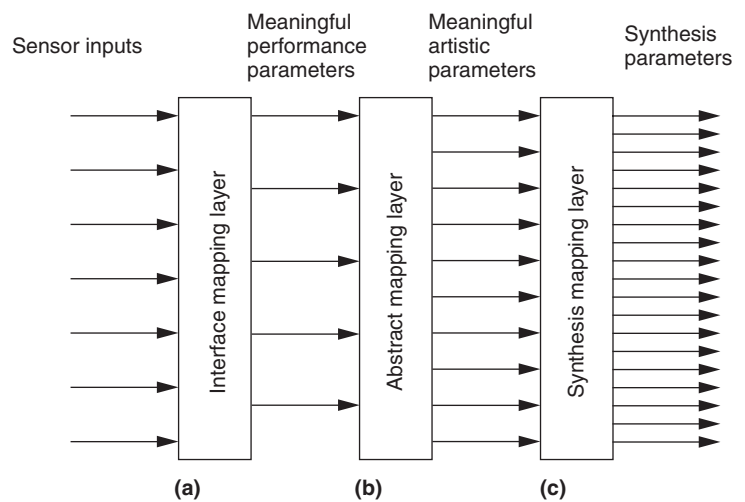 Sensor inputs
Meaningful
performance
parameters
Meaningful
artistic
parameters
Synthesis
parameters
Interface mapping layer
Abstract mapping layer
Synthesis mapping layer
(a)
(b)
(c)